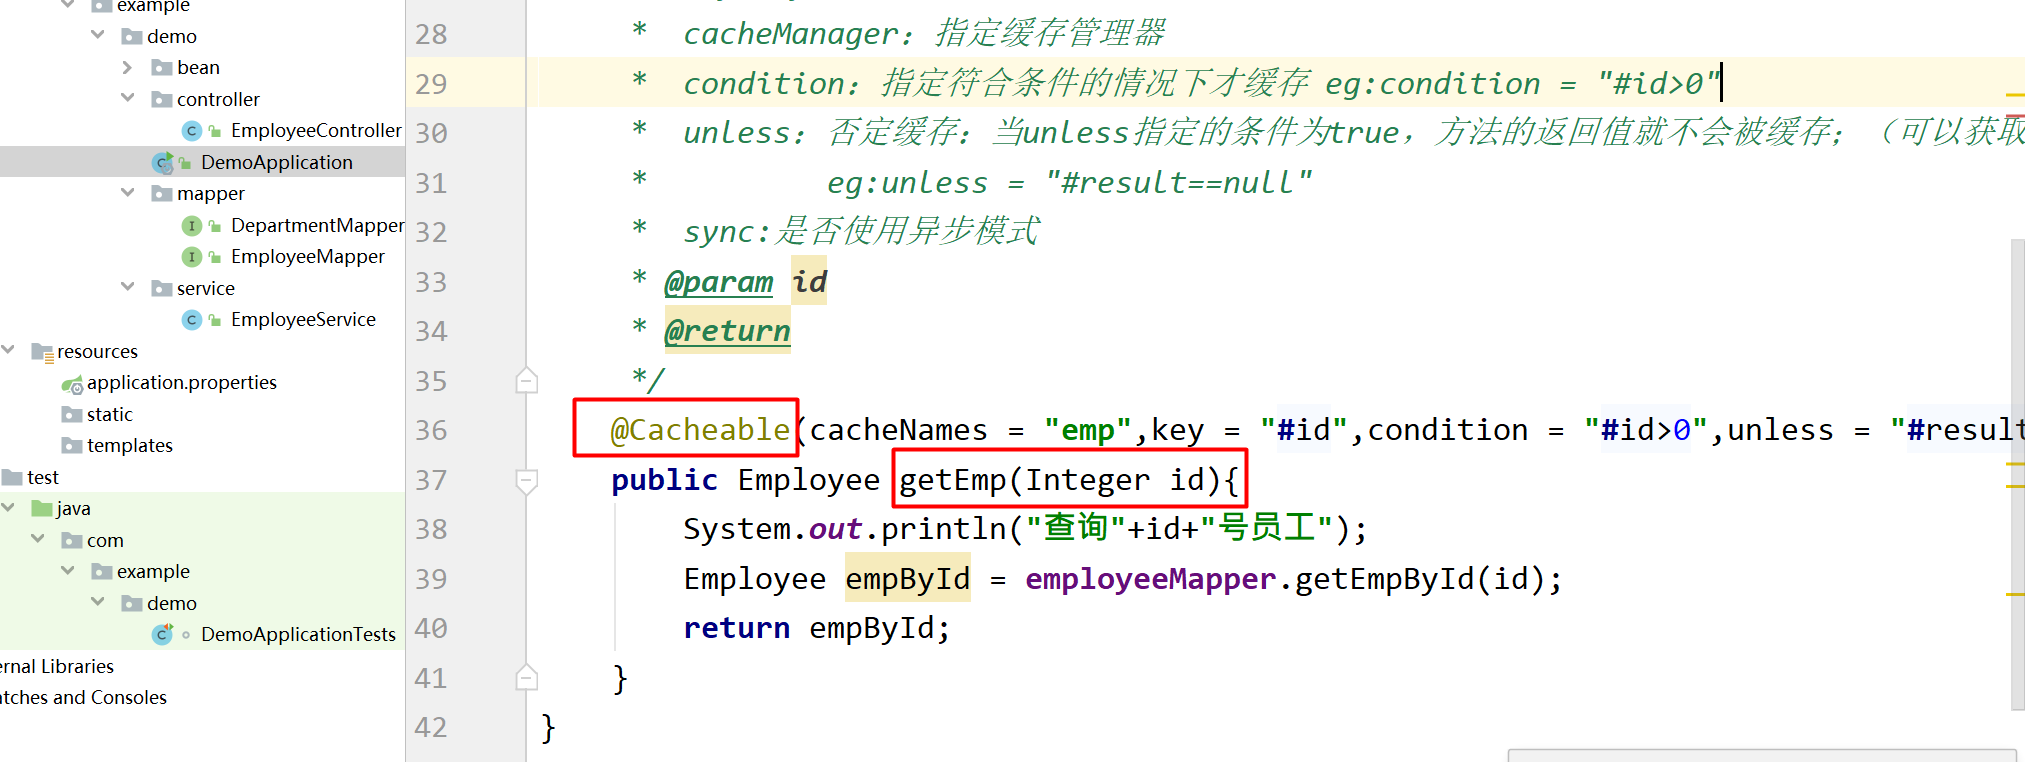 example
demo
bean
controller
EmployeeController
DemoApplication
mapper
DepartmentMapper
EmployeeMapper
service
EmployeeService
resources
application.properties
static
templates
test
java
com
example
demo
DemoApplicationTests
ernal Libraries
atches and Consoles
28 * cacheManager：指定缓存管理器
29 * condition：指定符合条件的情况下才缓存 eg:condition = "#id>0"
30 * unless：否定缓存：当unless指定的条件为true，方法的返回值就不会被缓存；（可以获取
31 * eg:unless = "#result==null"
32 * sync:是否使用异步模式
33 * @param id
34 * @return
35 */
36 @Cacheable(cacheNames = "emp",key = "#id",condition = "#id>0",unless = "#result
37 public Employee getEmp(Integer id){
38 System.out.println("查询"+id+"号员工");
39 Employee empById = employeeMapper.getEmpById(id);
40 return empById;
41 }
42 }